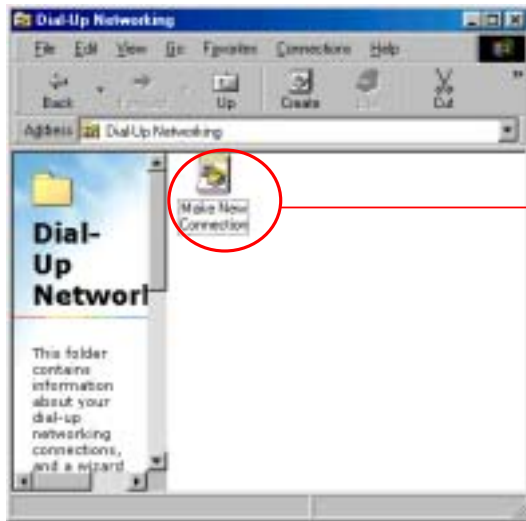 Dial-Up Networking
File Edit View Go Favorites Connections Help
Back Up Create Cut
Address Dial-Up Networking
Make New
Connection
Dial-
Up
Networl
This folder
contains
information
about your
dial-up
networking
connections,
and a wizard